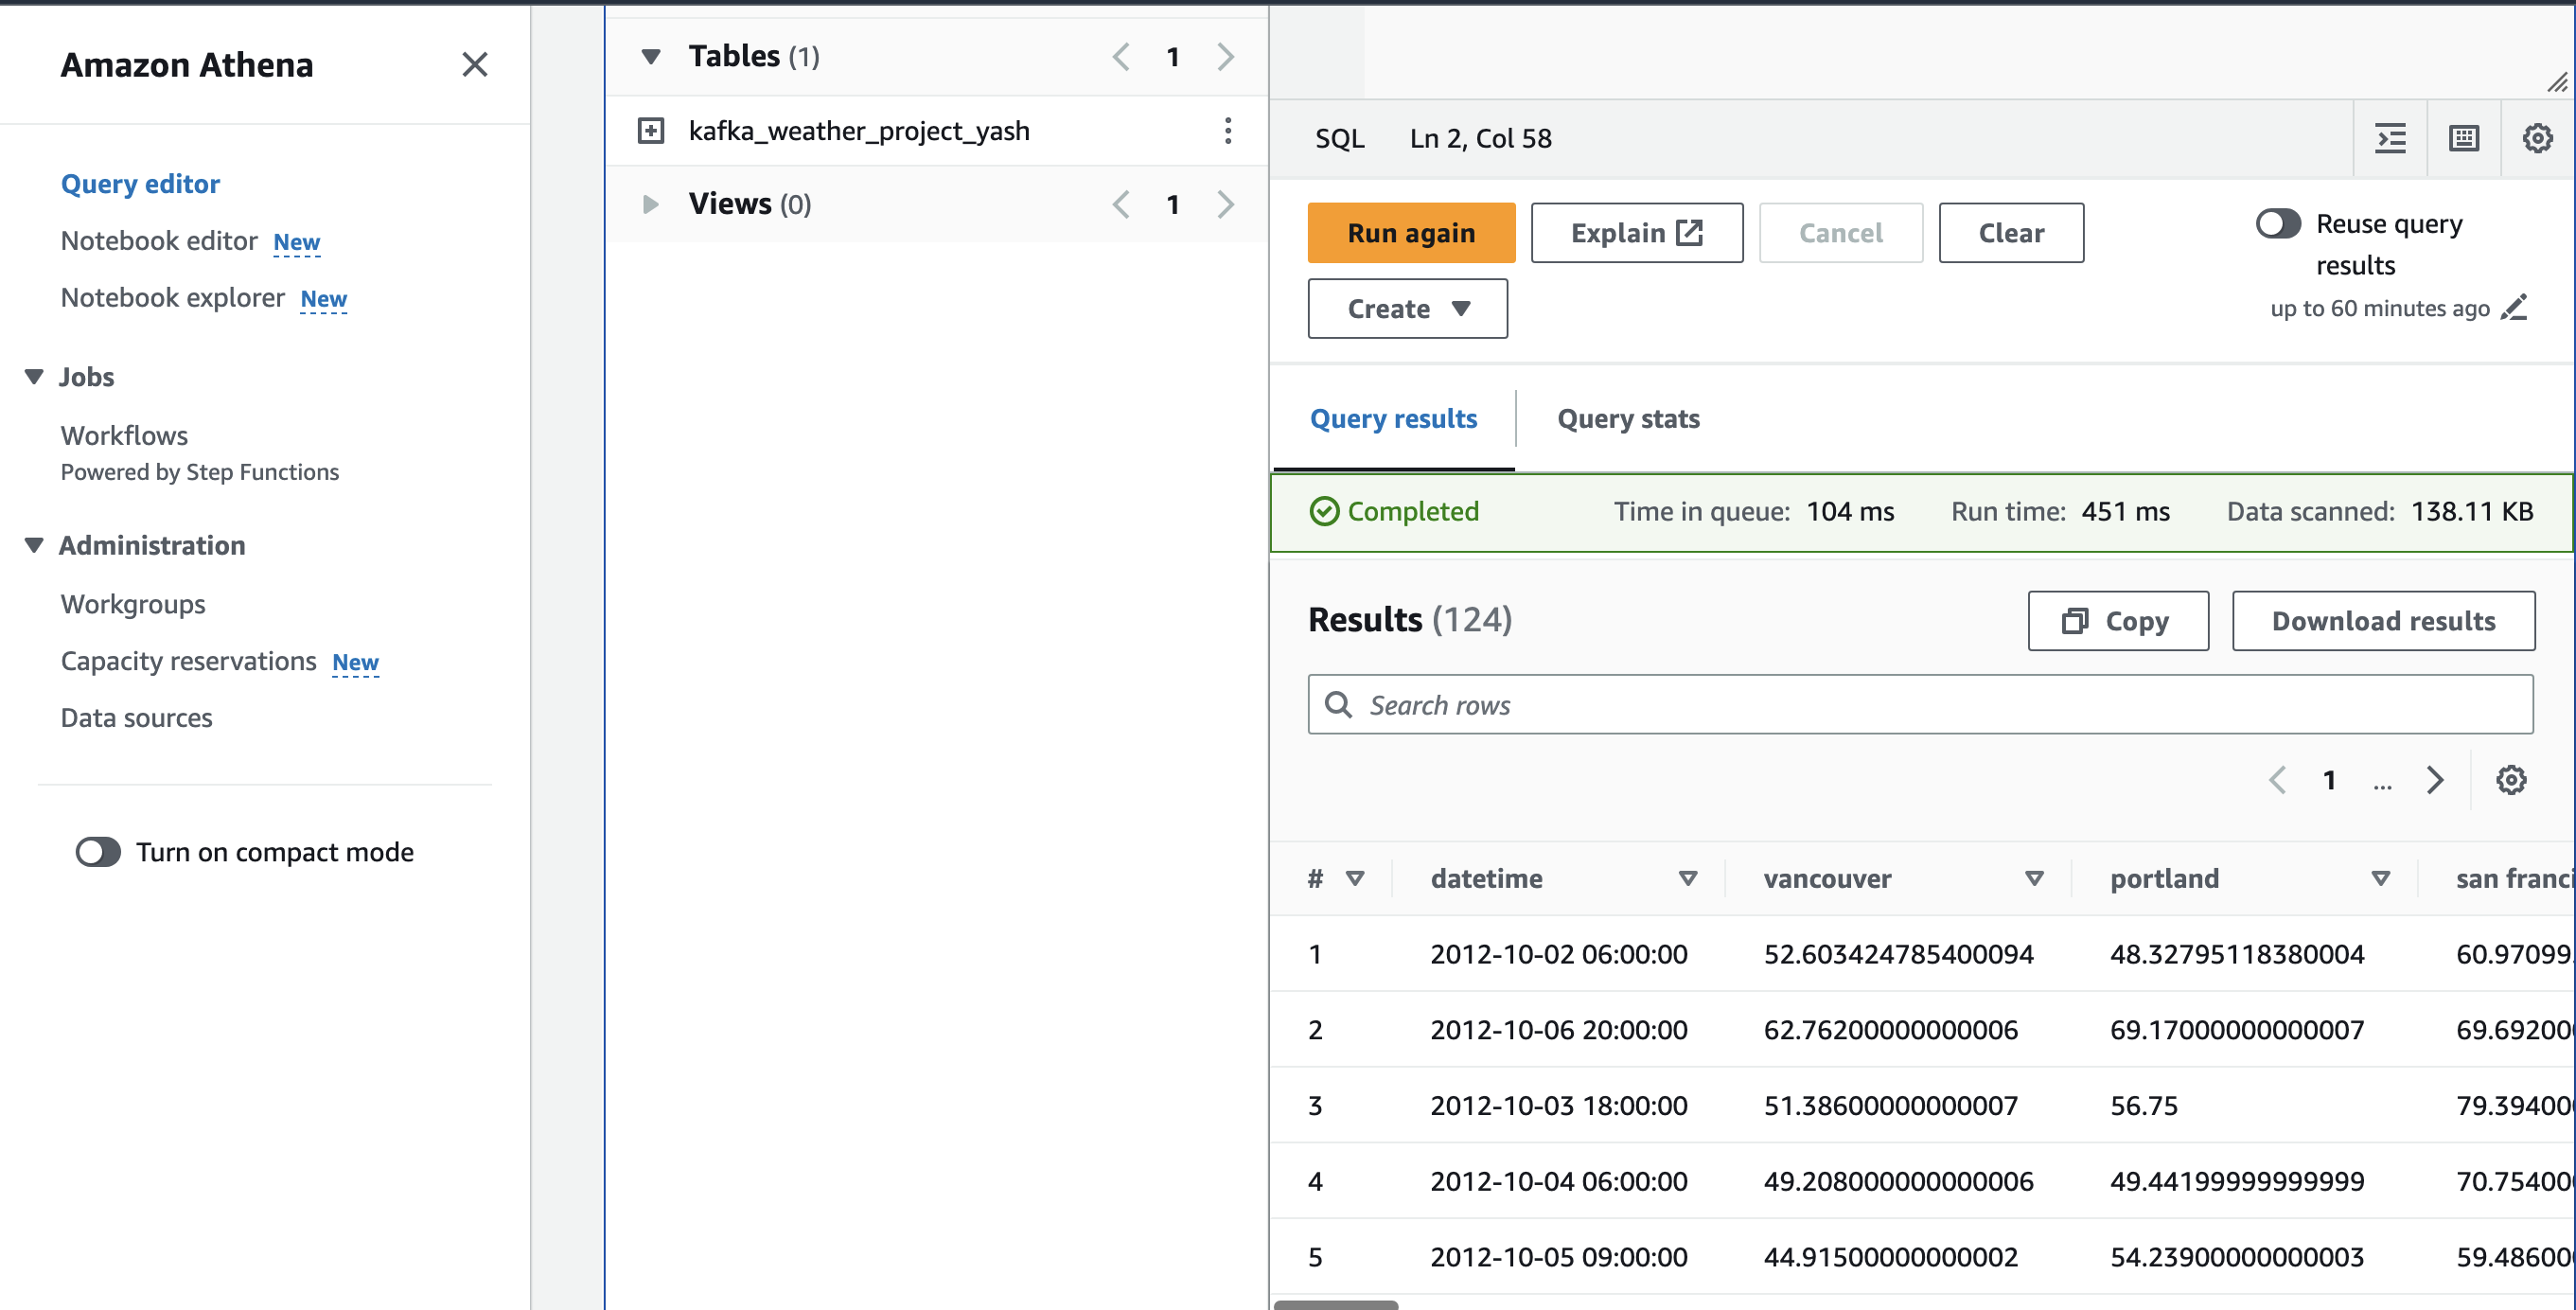 Amazon Athena
Query editor
Notebook editor New
Notebook explorer New
Jobs
Workflows
Powered by Step Functions
Administration
Workgroups
Capacity reservations New
Data sources
Turn on compact mode
Tables (1)
1
kafka_weather_project_yash
Views (0)
1
SQL Ln 2, Col 58
Run again Explain Cancel Clear
Create
Reuse query
results
up to 60 minutes ago
Query results Query stats
Completed Time in queue: 104 ms Run time: 451 ms Data scanned: 138.11 KB
Results (124) Copy Download results
Search rows
1 ...
# datetime vancouver portland san franci
1 2012-10-02 06:00:00 52.603424785400094 48.32795118380004 60.97099
2 2012-10-06 20:00:00 62.76200000000006 69.17000000000007 69.69200
3 2012-10-03 18:00:00 51.38600000000007 56.75 79.39400
4 2012-10-04 06:00:00 49.208000000000006 49.44199999999999 70.75400
5 2012-10-05 09:00:00 44.91500000000002 54.23900000000003 59.48600